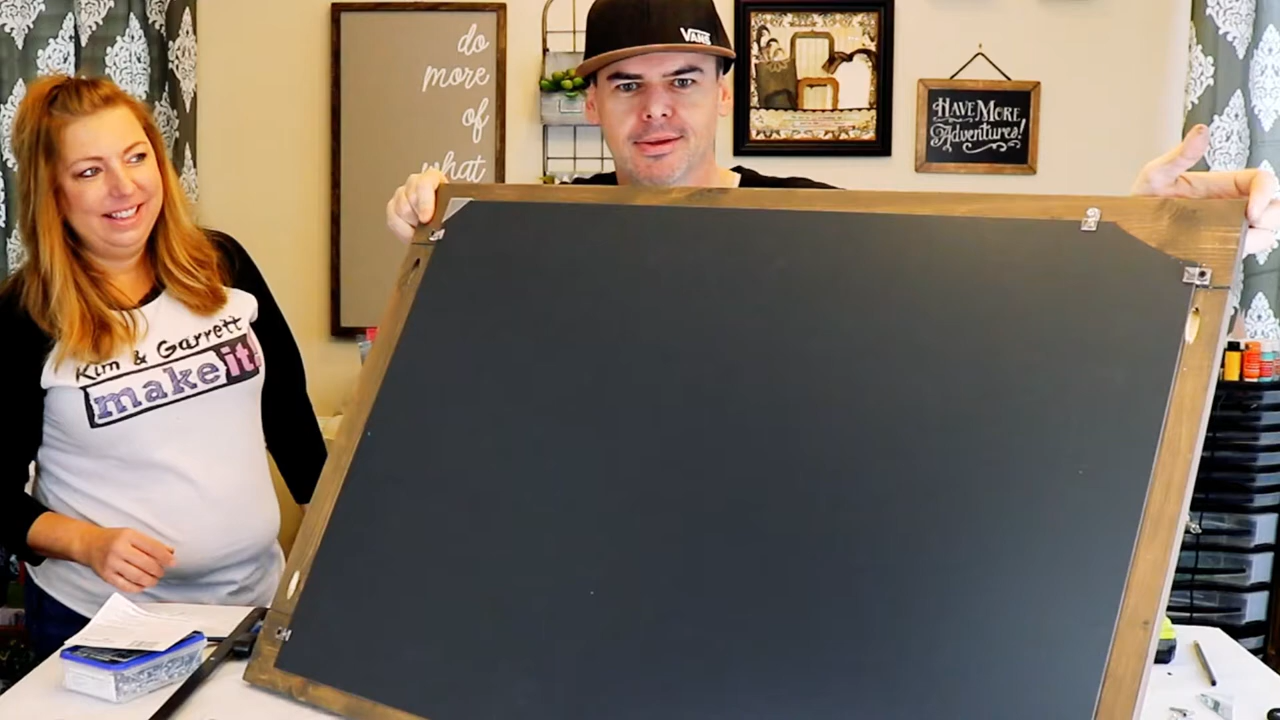 do
more
of
what
VANS
HAVE MORE
Adventures!
Kim & Garrett
make it!